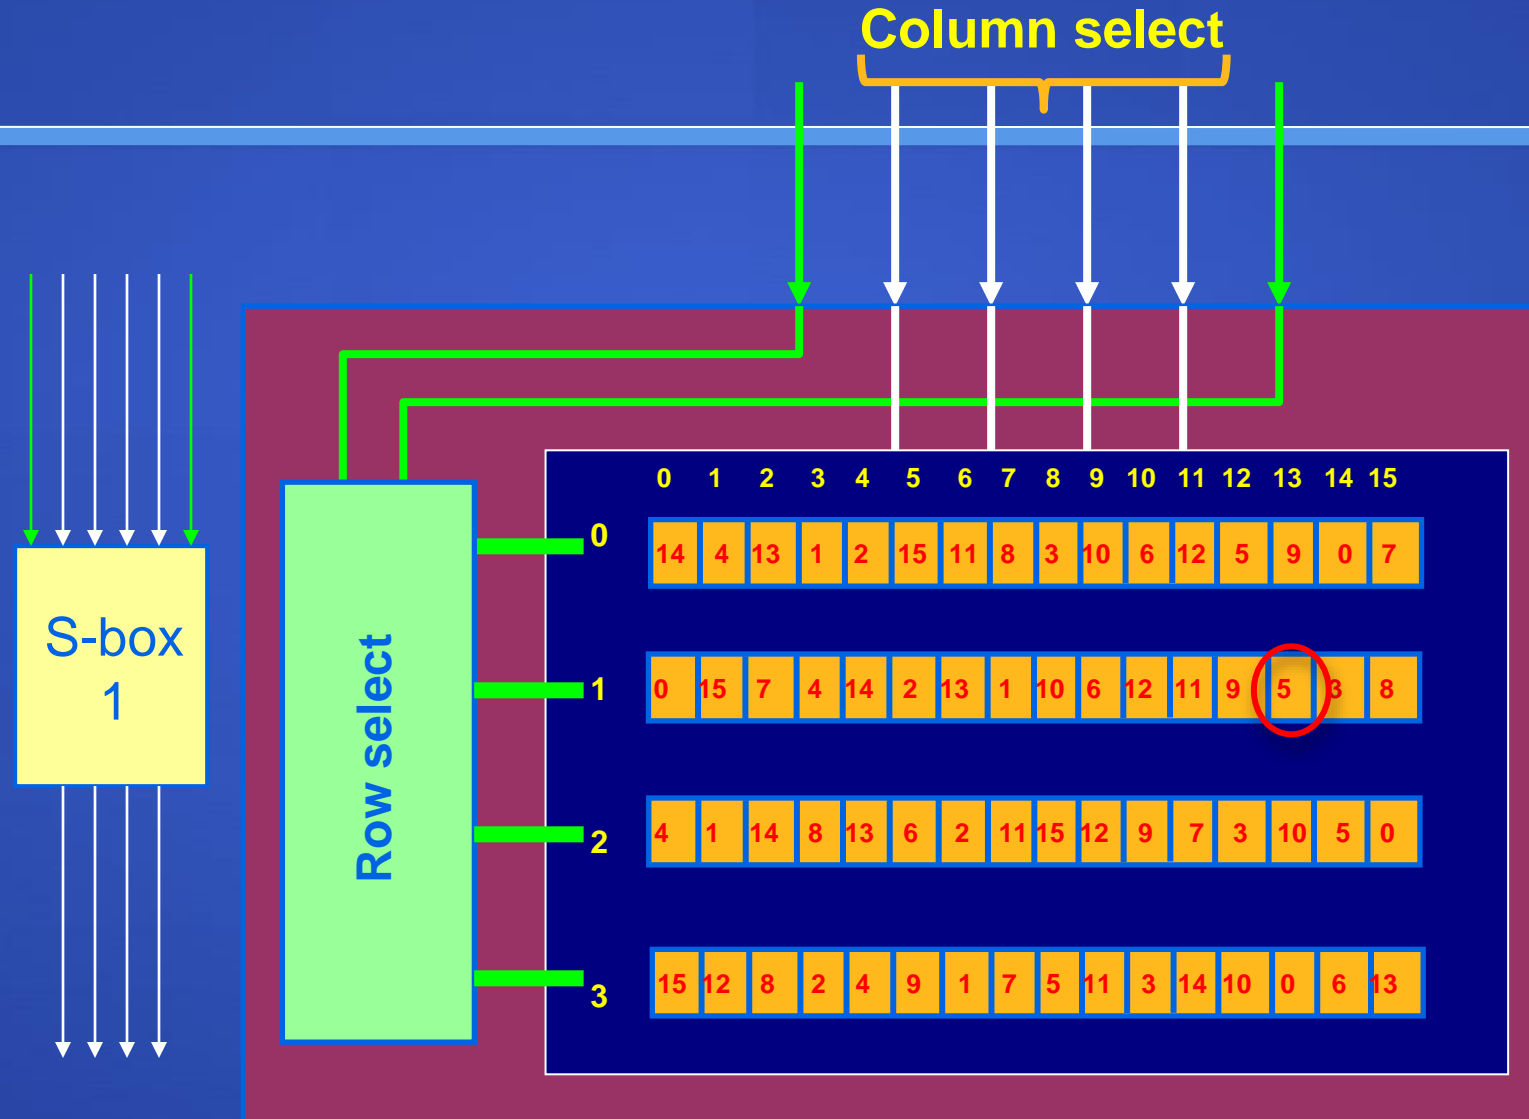 Column select
S-box
1
Row select
0 1 2 3 4 5 6 7 8 9 10 11 12 13 14 15
0 14 4 13 1 2 15 11 8 3 10 6 12 5 9 0 7
1 0 15 7 4 14 2 13 1 10 6 12 11 9 5 3 8
2 4 1 14 8 13 6 2 11 15 12 9 7 3 10 5 0
3 15 12 8 2 4 9 1 7 5 11 3 14 10 0 6 13